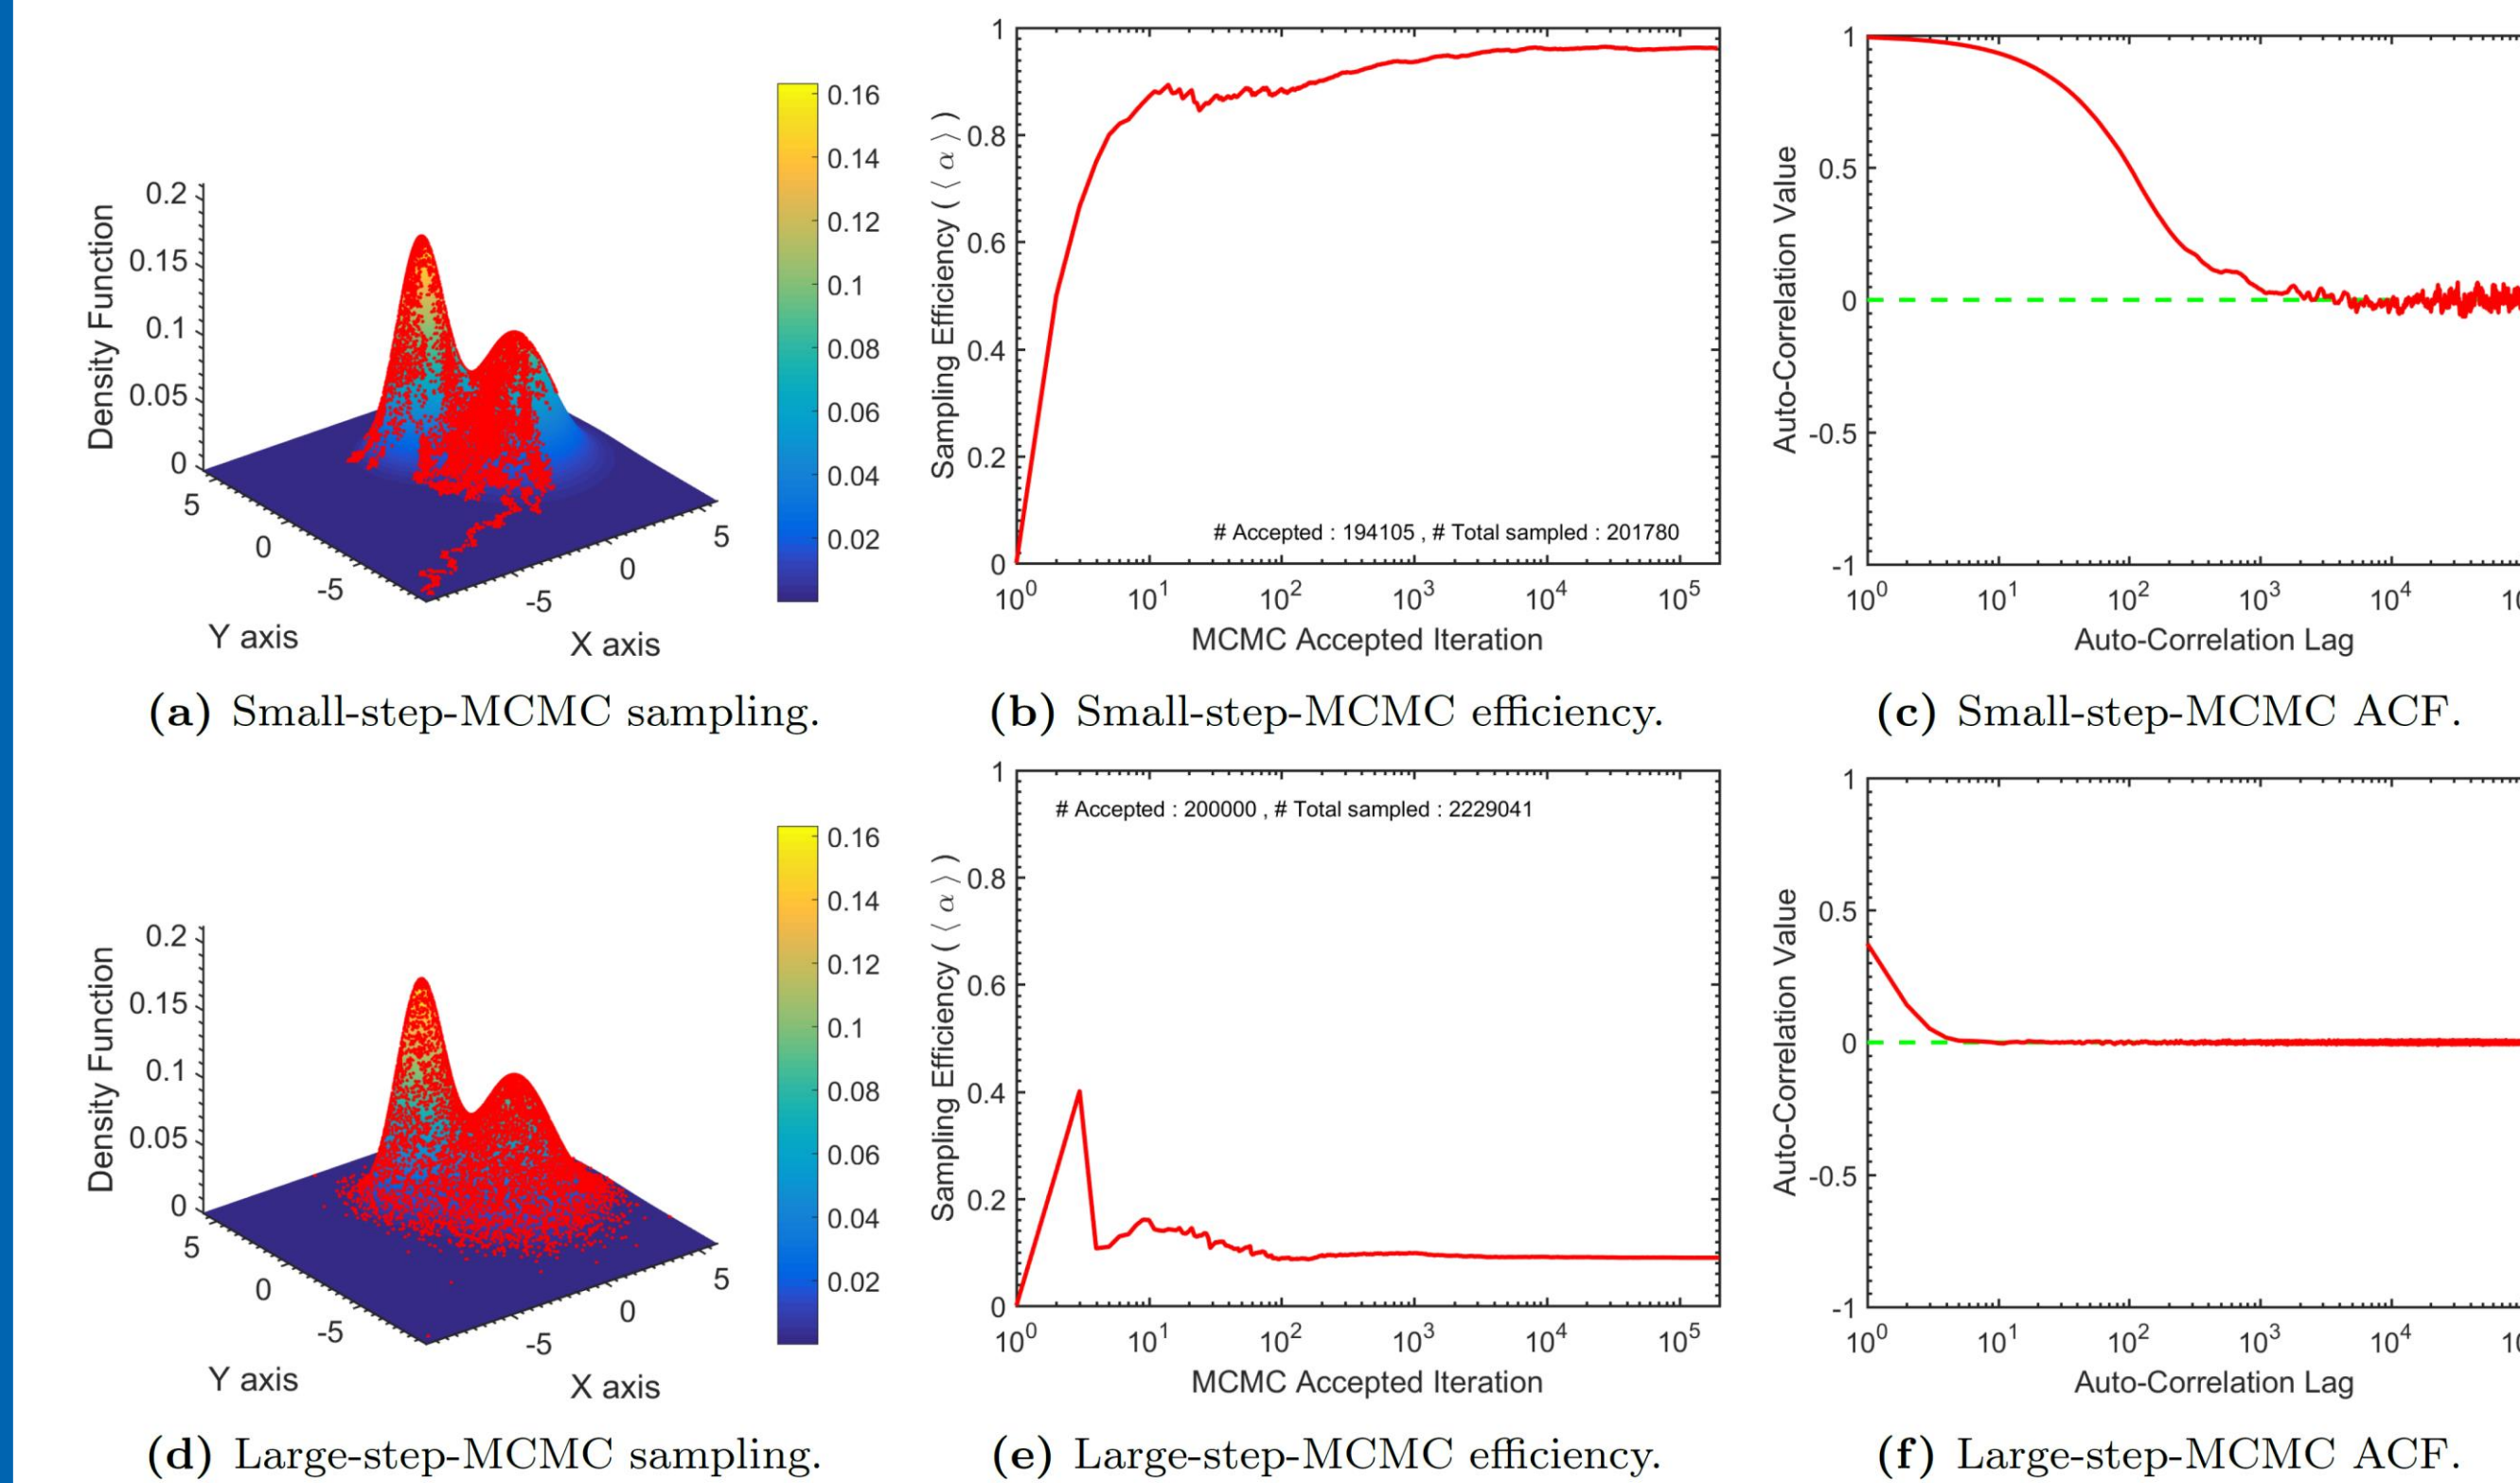 0.2
0.15
0.1
0.05
0
Density Function
5
0
-5
Y axis
-5
0
5
X axis
0.16
0.14
0.12
0.1
0.08
0.06
0.04
0.02
(a) Small-step-MCMC sampling.
1
0.8
0.6
0.4
0.2
0
Sampling Efficiency ( ⟨ α ⟩ )
# Accepted : 194105 , # Total sampled : 201780
10^0 10^1 10^2 10^3 10^4 10^5
MCMC Accepted Iteration
(b) Small-step-MCMC efficiency.
1
0.5
0
-0.5
-1
Auto-Correlation Value
10^0 10^1 10^2 10^3 10^4
Auto-Correlation Lag
(c) Small-step-MCMC ACF.
0.2
0.15
0.1
0.05
0
Density Function
5
0
-5
Y axis
-5
0
5
X axis
0.16
0.14
0.12
0.1
0.08
0.06
0.04
0.02
(d) Large-step-MCMC sampling.
1
0.8
0.6
0.4
0.2
0
Sampling Efficiency ( ⟨ α ⟩ )
# Accepted : 200000 , # Total sampled : 2229041
10^0 10^1 10^2 10^3 10^4 10^5
MCMC Accepted Iteration
(e) Large-step-MCMC efficiency.
1
0.5
0
-0.5
-1
Auto-Correlation Value
10^0 10^1 10^2 10^3 10^4
Auto-Correlation Lag
(f) Large-step-MCMC ACF.